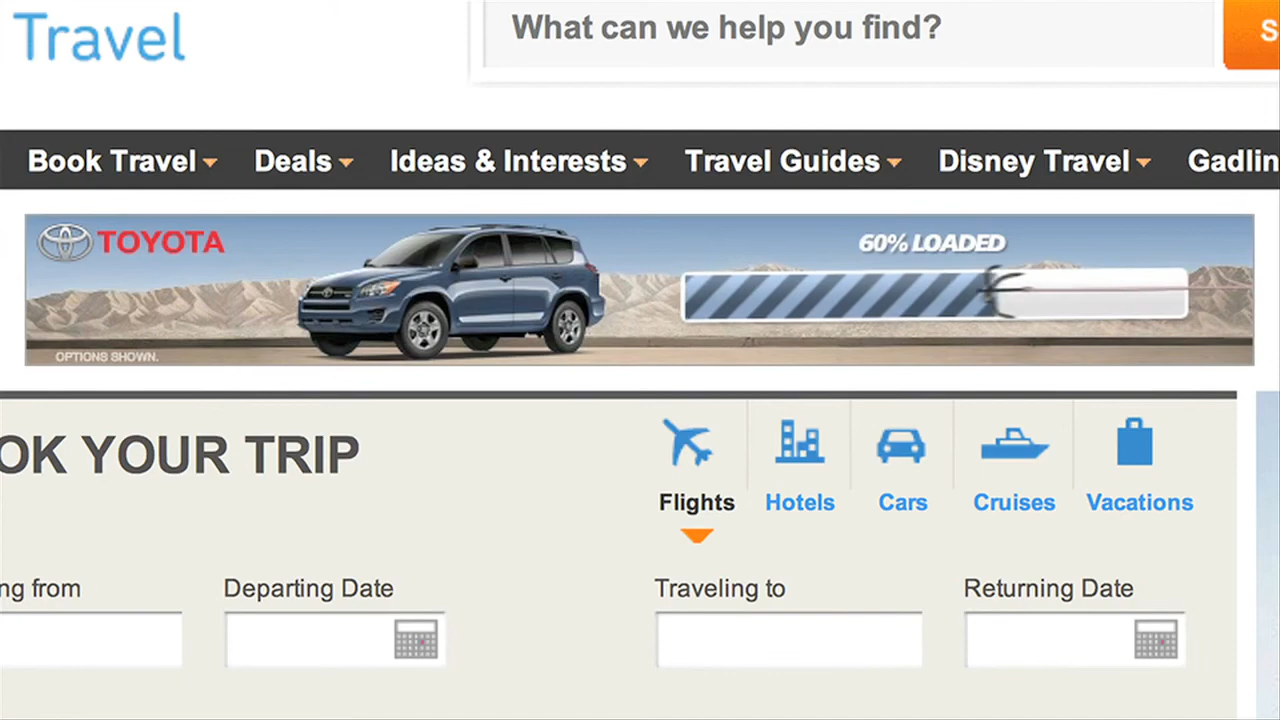 Travel
What can we help you find?
S
Book Travel
Deals
Ideas & Interests
Travel Guides
Disney Travel
Gadlin
TOYOTA
60% LOADED
OPTIONS SHOWN.
OK YOUR TRIP
Flights
Hotels
Cars
Cruises
Vacations
ng from
Departing Date
Traveling to
Returning Date